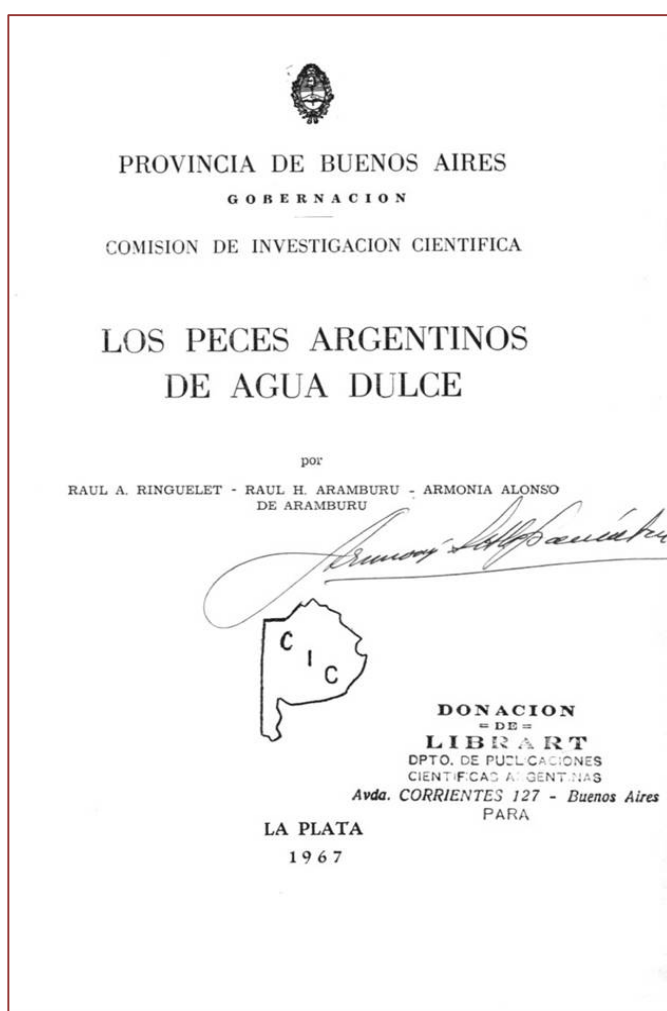 PROVINCIA DE BUENOS AIRES
GOBERNACION
COMISION DE INVESTIGACION CIENTIFICA
LOS PECES ARGENTINOS
DE AGUA DULCE
por
RAUL A. RINGUELET - RAUL H. ARAMBURU - ARMONIA ALONSO
DE ARAMBURU
C I C
DONACION
= DE =
LIBRART
DPTO. DE PUBLICACIONES
CIENTIFICAS ARGENTINAS
Avda. CORRIENTES 127 - Buenos Aires
PARA
LA PLATA
1967